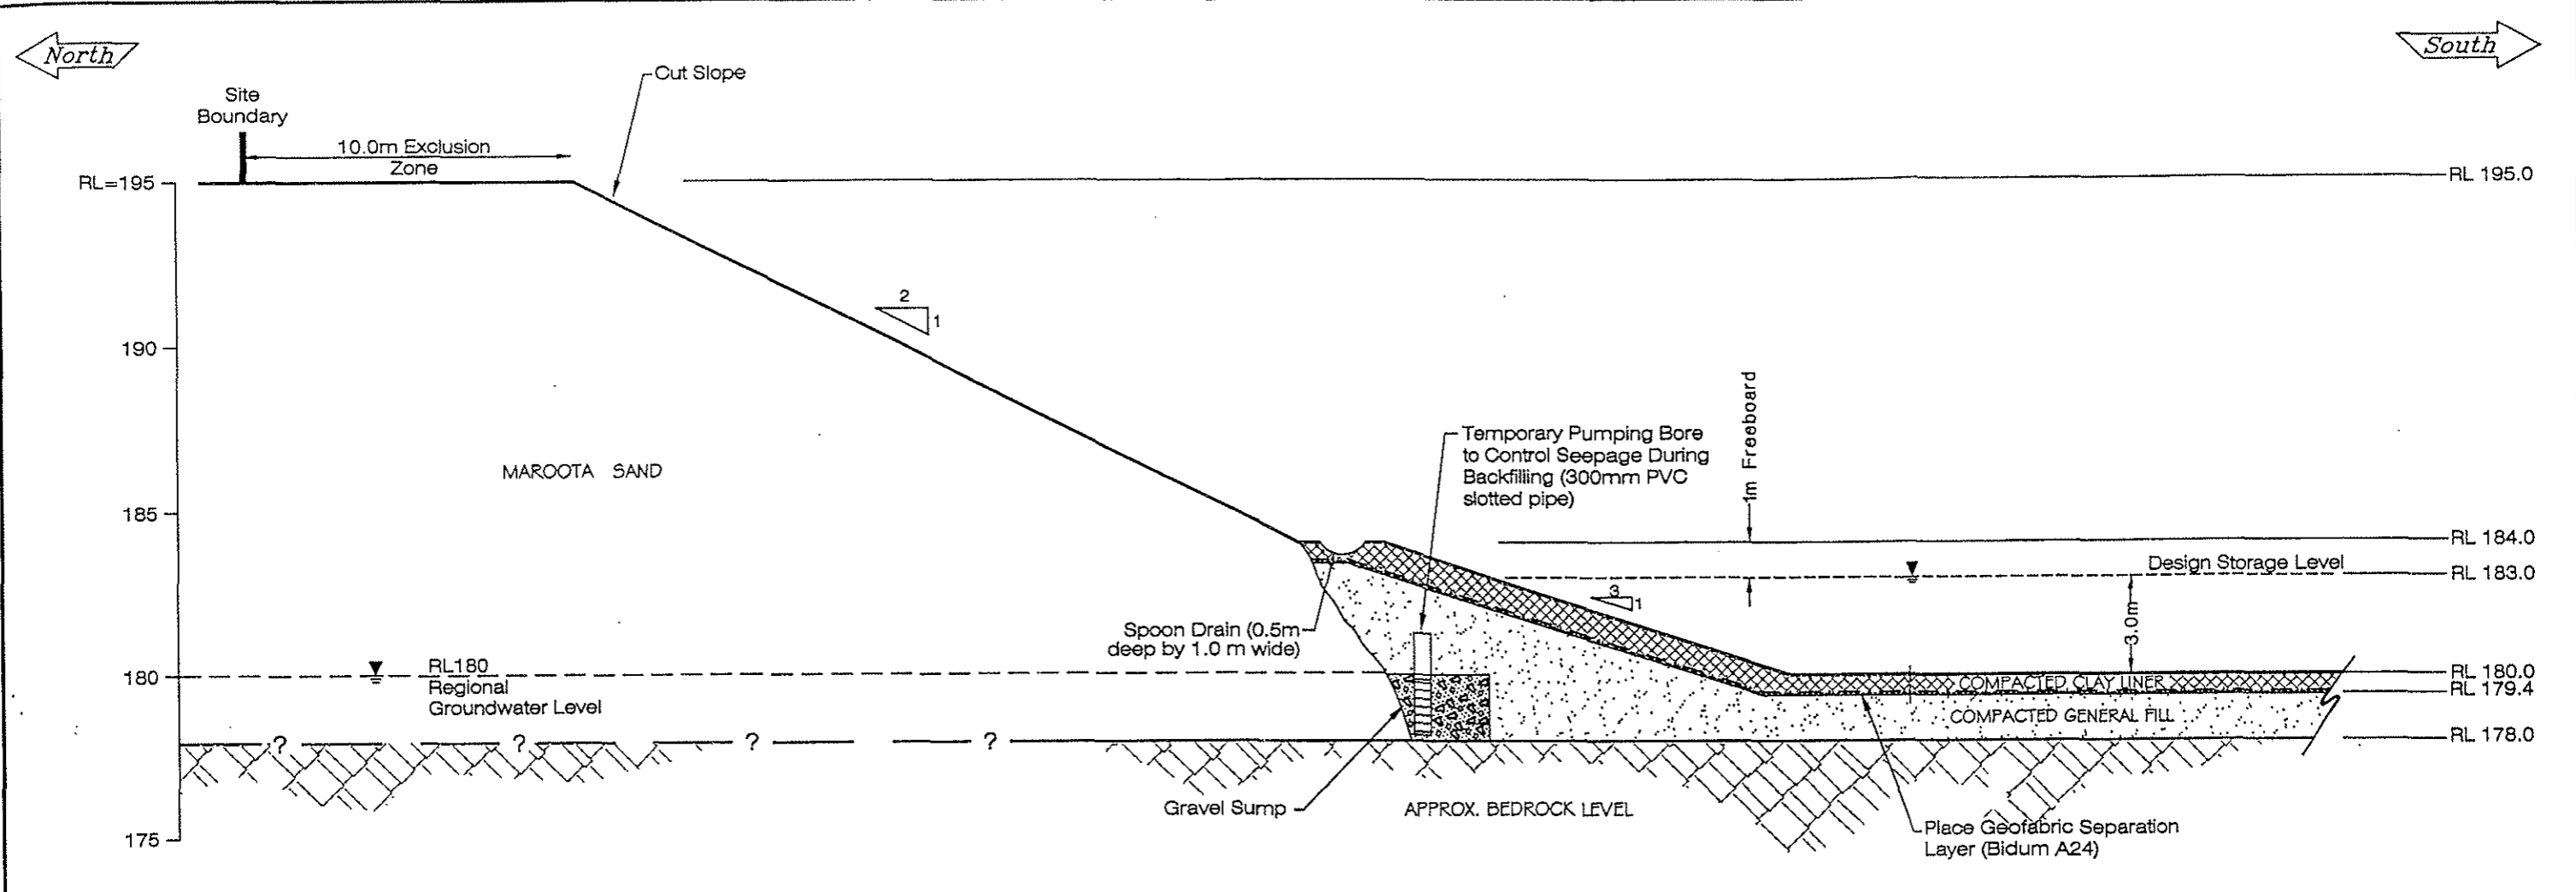 North
South
Cut Slope
Site
Boundary
10.0m Exclusion
Zone
RL=195
RL 195.0
2
1
190
MAROOTA SAND
185
Temporary Pumping Bore
to Control Seepage During
Backfilling (300mm PVC
slotted pipe)
1m Freeboard
RL 184.0
Design Storage Level
RL 183.0
3
1
3.0m
Spoon Drain (0.5m
deep by 1.0 m wide)
180
RL180
Regional
Groundwater Level
RL 180.0
COMPACTED CLAY LINER
RL 179.4
COMPACTED GENERAL FILL
RL 178.0
? ? ? ?
Gravel Sump
APPROX. BEDROCK LEVEL
Place Geofabric Separation
Layer (Bidum A24)
175